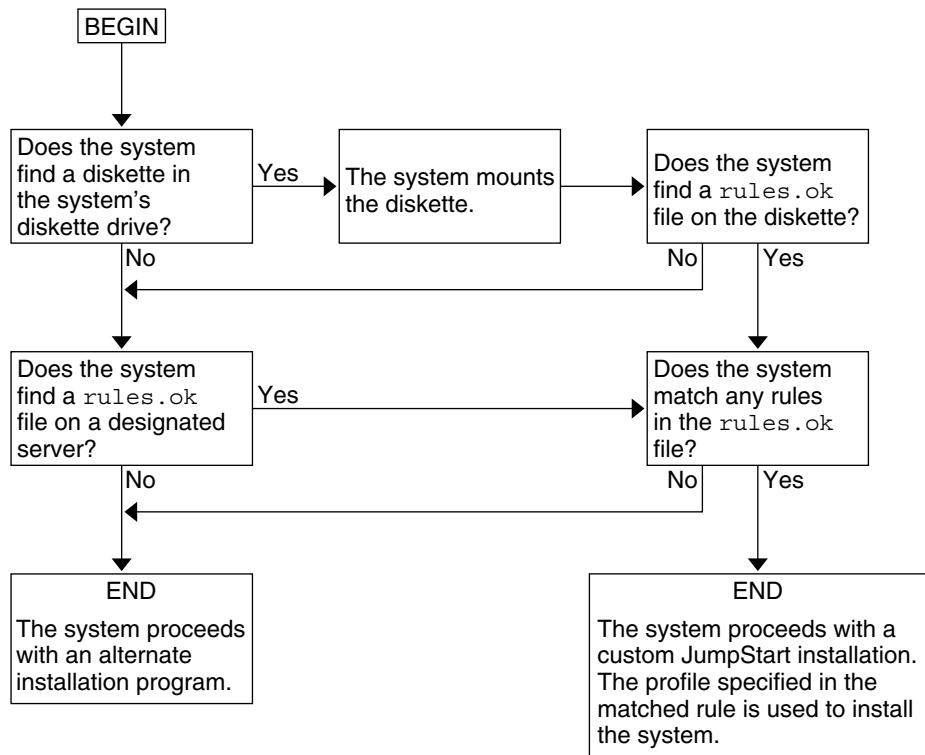 BEGIN
Does the system
find a diskette in
the system's
diskette drive?
Yes
The system mounts
the diskette.
Does the system
find a rules.ok
file on the diskette?
No
No
Yes
Does the system
find a rules.ok
file on a designated
server?
Yes
Does the system
match any rules
in the rules.ok
file?
No
No
Yes
END
The system proceeds
with an alternate
installation program.
END
The system proceeds with a
custom JumpStart installation.
The profile specified in the
matched rule is used to install
the system.